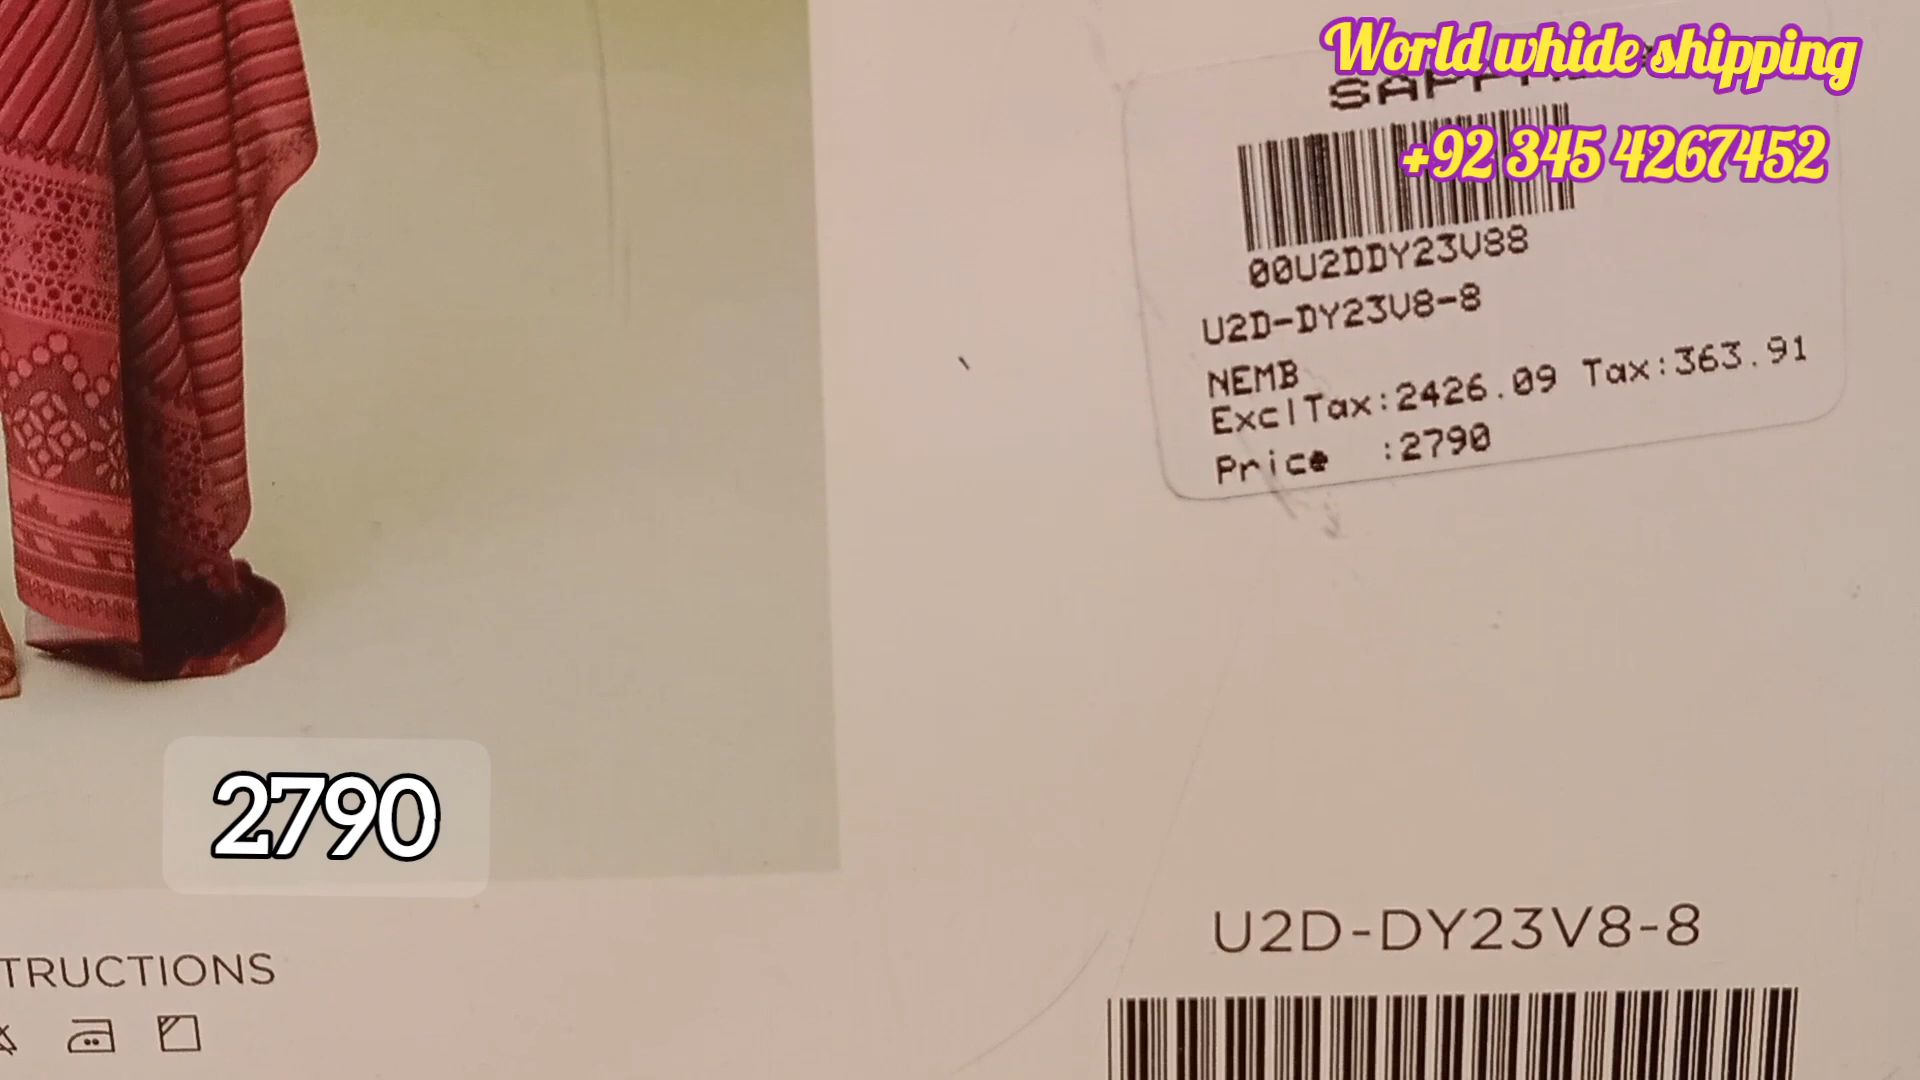 World whide shipping
+92 345 4267452
00U2DDY23V88
U2D-DY23V8-8
NEMB
ExclTax:2426.09 Tax:363.91
Price :2790
2790
U2D-DY23V8-8
TRUCTIONS